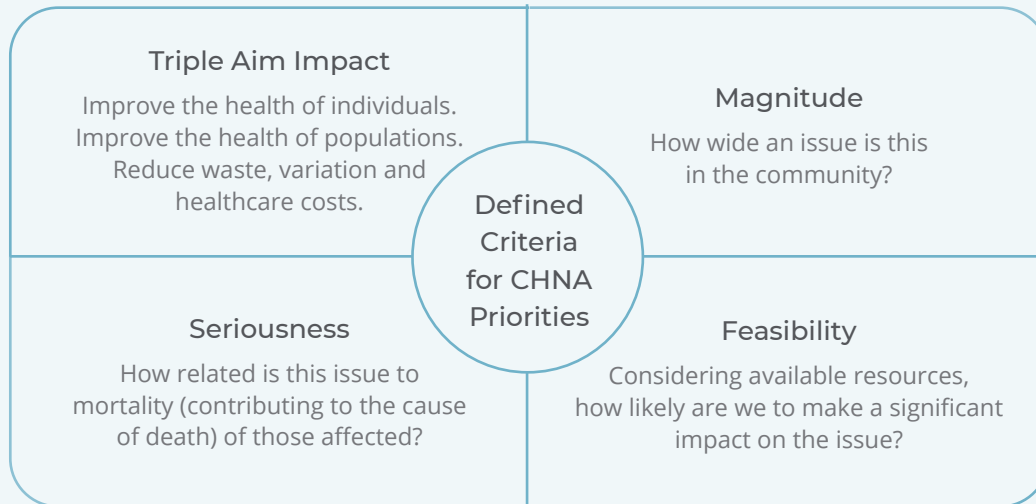 Triple Aim Impact
Improve the health of individuals.
Improve the health of populations.
Reduce waste, variation and
healthcare costs.
Magnitude
How wide an issue is this
in the community?
Defined
Criteria
for CHNA
Priorities
Seriousness
How related is this issue to
mortality (contributing to the cause
of death) of those affected?
Feasibility
Considering available resources,
how likely are we to make a significant
impact on the issue?